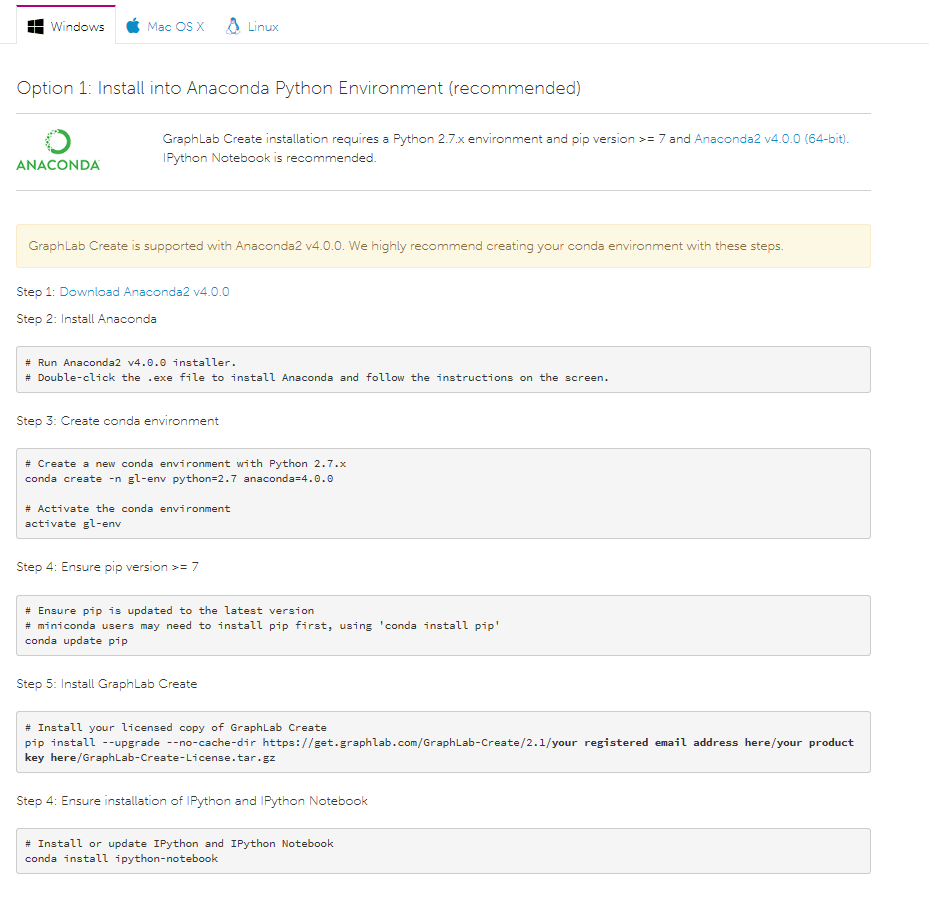 Windows
Mac OS X
Linux
Option 1: Install into Anaconda Python Environment (recommended)
ANACONDA
GraphLab Create installation requires a Python 2.7.x environment and pip version >= 7 and Anaconda2 v4.0.0 (64-bit).
IPython Notebook is recommended.
GraphLab Create is supported with Anaconda2 v4.0.0. We highly recommend creating your conda environment with these steps.
Step 1: Download Anaconda2 v4.0.0
Step 2: Install Anaconda
# Run Anaconda2 v4.0.0 installer.
# Double-click the .exe file to install Anaconda and follow the instructions on the screen.
Step 3: Create conda environment
# Create a new conda environment with Python 2.7.x
conda create -n gl-env python=2.7 anaconda=4.0.0
# Activate the conda environment
activate gl-env
Step 4: Ensure pip version >= 7
# Ensure pip is updated to the latest version
# miniconda users may need to install pip first, using 'conda install pip'
conda update pip
Step 5: Install GraphLab Create
# Install your licensed copy of GraphLab Create
pip install --upgrade --no-cache-dir https://get.graphlab.com/GraphLab-Create/2.1/your registered email address here/your product
key here/GraphLab-Create-License.tar.gz
Step 4: Ensure installation of IPython and IPython Notebook
# Install or update IPython and IPython Notebook
conda install ipython-notebook